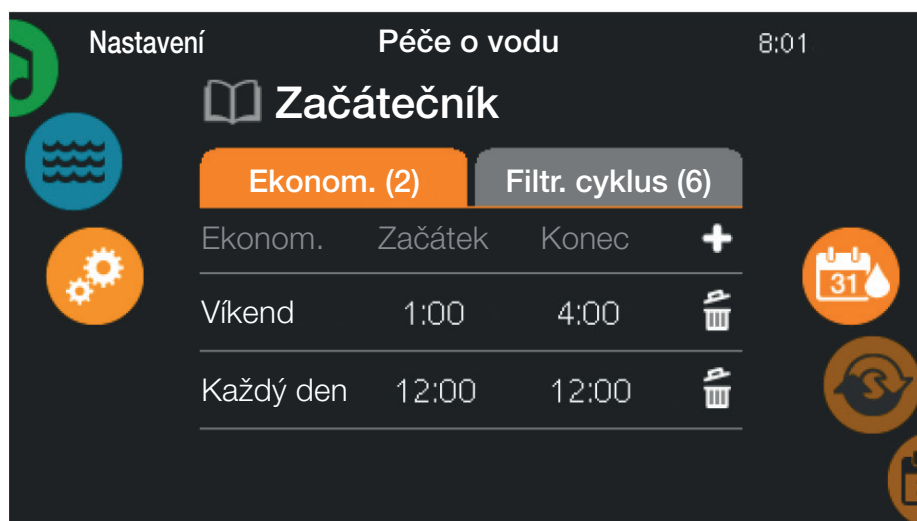 Nastavení Péče o vodu 8:01
Začátečník
Ekonom. (2) Filtr. cyklus (6)
Ekonom. Začátek Konec
Víkend 1:00 4:00
Každý den 12:00 12:00
31